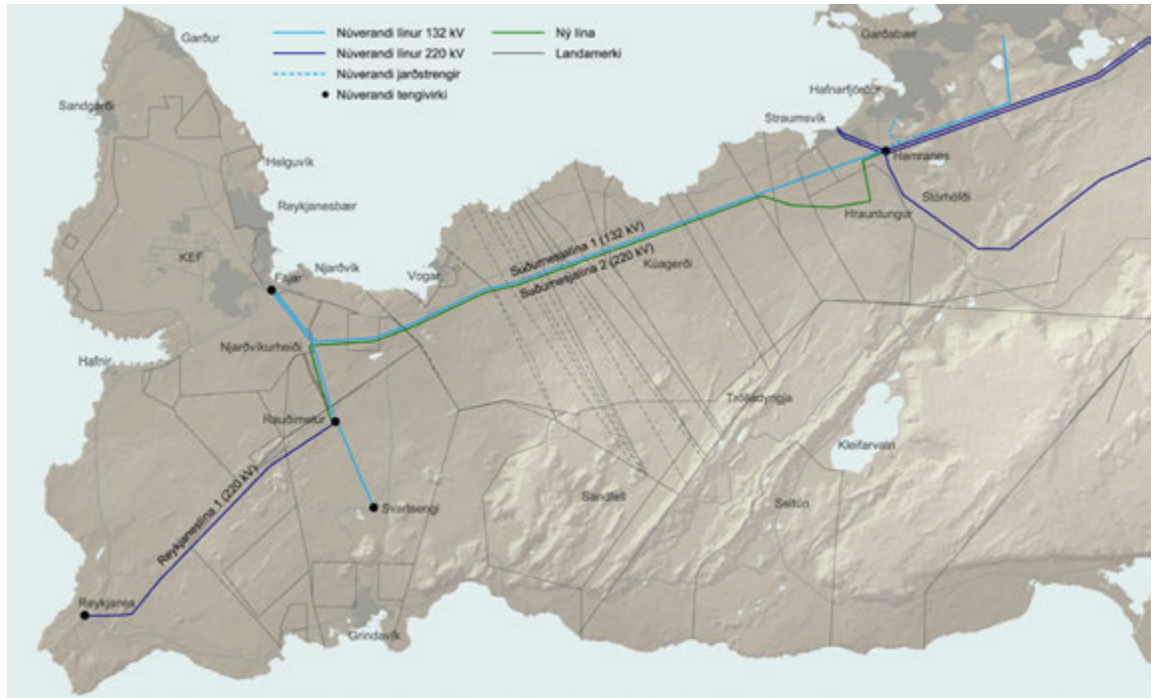 Núverandi línur 132 kV
Núverandi línur 220 kV
Núverandi jarðstrengir
Núverandi tengivirki
Ný lína
Landamerki
Garður
Sandgerði
Helguvík
Reykjanesbær
KEF
Fitjar
Njarðvík
Vogar
Njarðvíkurheiði
Hafnir
Rauðimelur
Svartsengi
Reykjaneslína 1 (220 kV)
Reykjanes
Grindavík
Suðurnesjalína 1 (132 kV)
Suðurnesjalína 2 (220 kV)
Kúagerði
Straumsvík
Hafnarfjörður
Garðabær
Hamranes
Stórhöfði
Hrauntungur
Trölladyngja
Kleifarvatn
Sandfell
Seltún